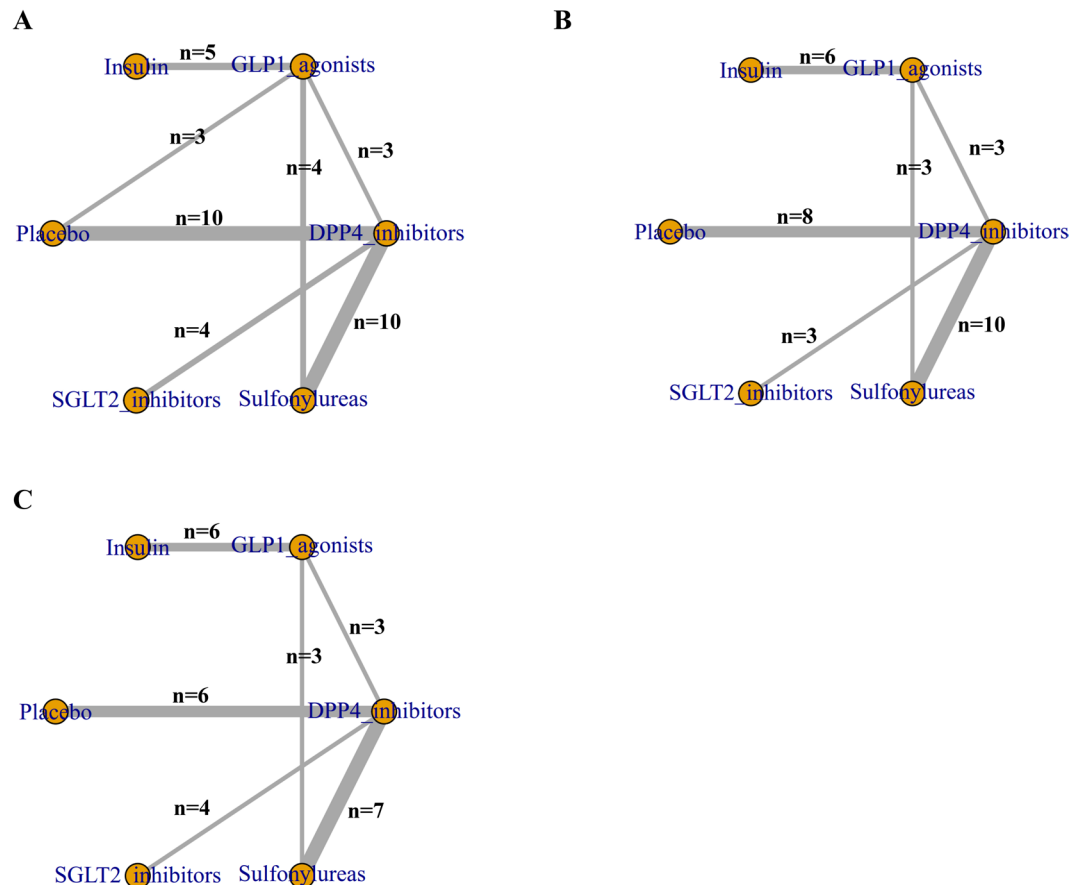 A
n=5
Insulin
GLP1_agonists
n=3
n=4
n=3
n=10
Placebo
DPP4_inhibitors
n=4
n=10
SGLT2_inhibitors
Sulfonylureas
B
n=6
Insulin
GLP1_agonists
n=3
n=3
n=8
Placebo
DPP4_inhibitors
n=3
n=10
SGLT2_inhibitors
Sulfonylureas
C
n=6
Insulin
GLP1_agonists
n=3
n=3
n=6
Placebo
DPP4_inhibitors
n=4
n=7
SGLT2_inhibitors
Sulfonylureas